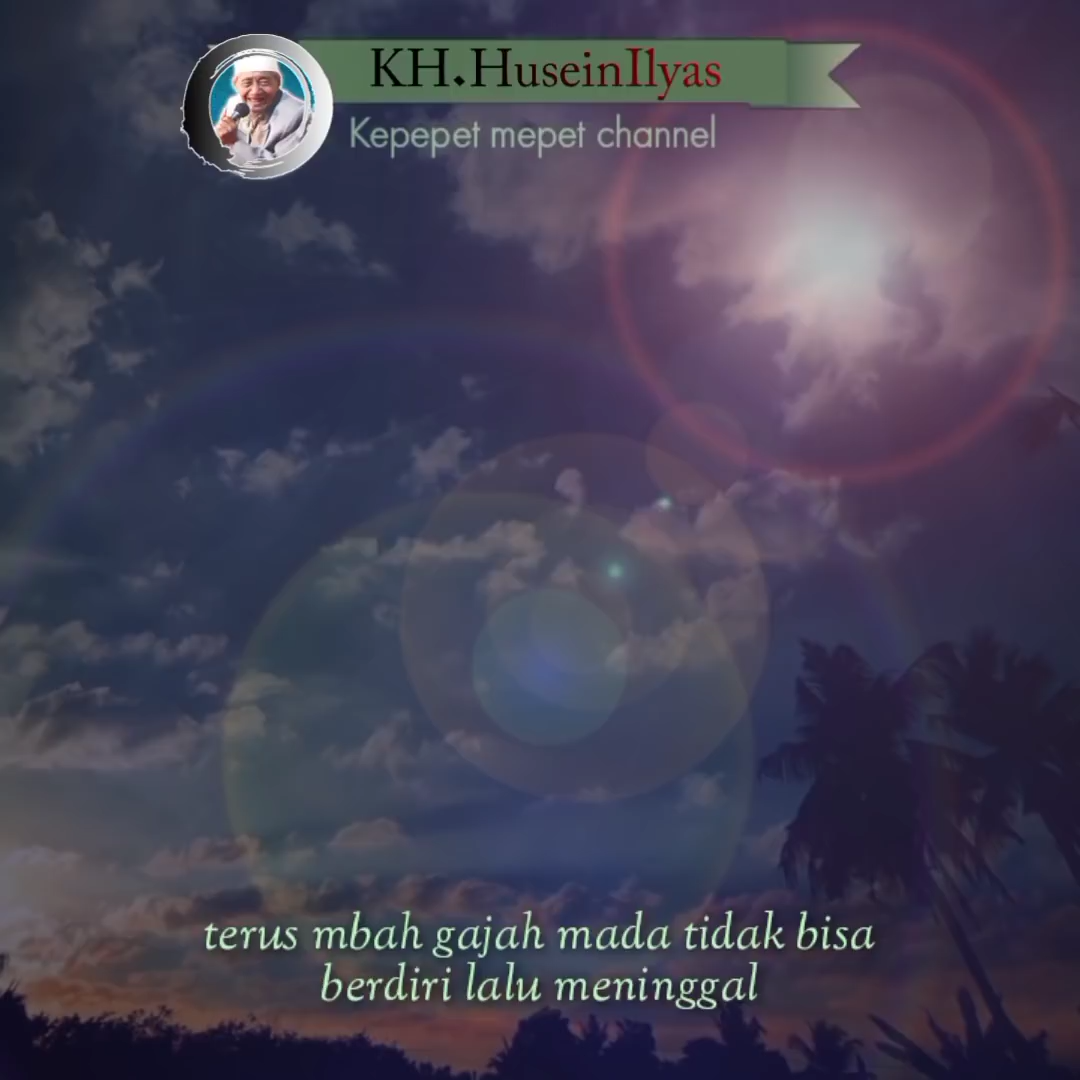 KH.HuseinIlyas
Kepepet mepet channel
terus mbah gajah mada tidak bisa
berdiri lalu meninggal